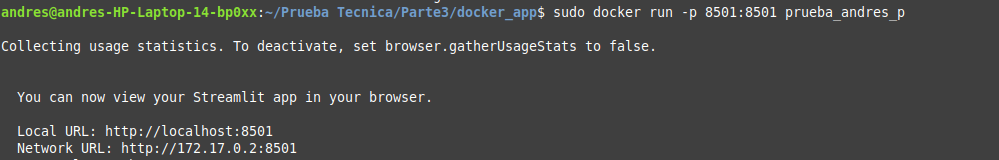 andres@andres-HP-Laptop-14-bp0xx:~/Prueba Tecnica/Parte3/docker_app$ sudo docker run -p 8501:8501 prueba_andres_p
Collecting usage statistics. To deactivate, set browser.gatherUsageStats to false.
You can now view your Streamlit app in your browser.
Local URL: http://localhost:8501
Network URL: http://172.17.0.2:8501